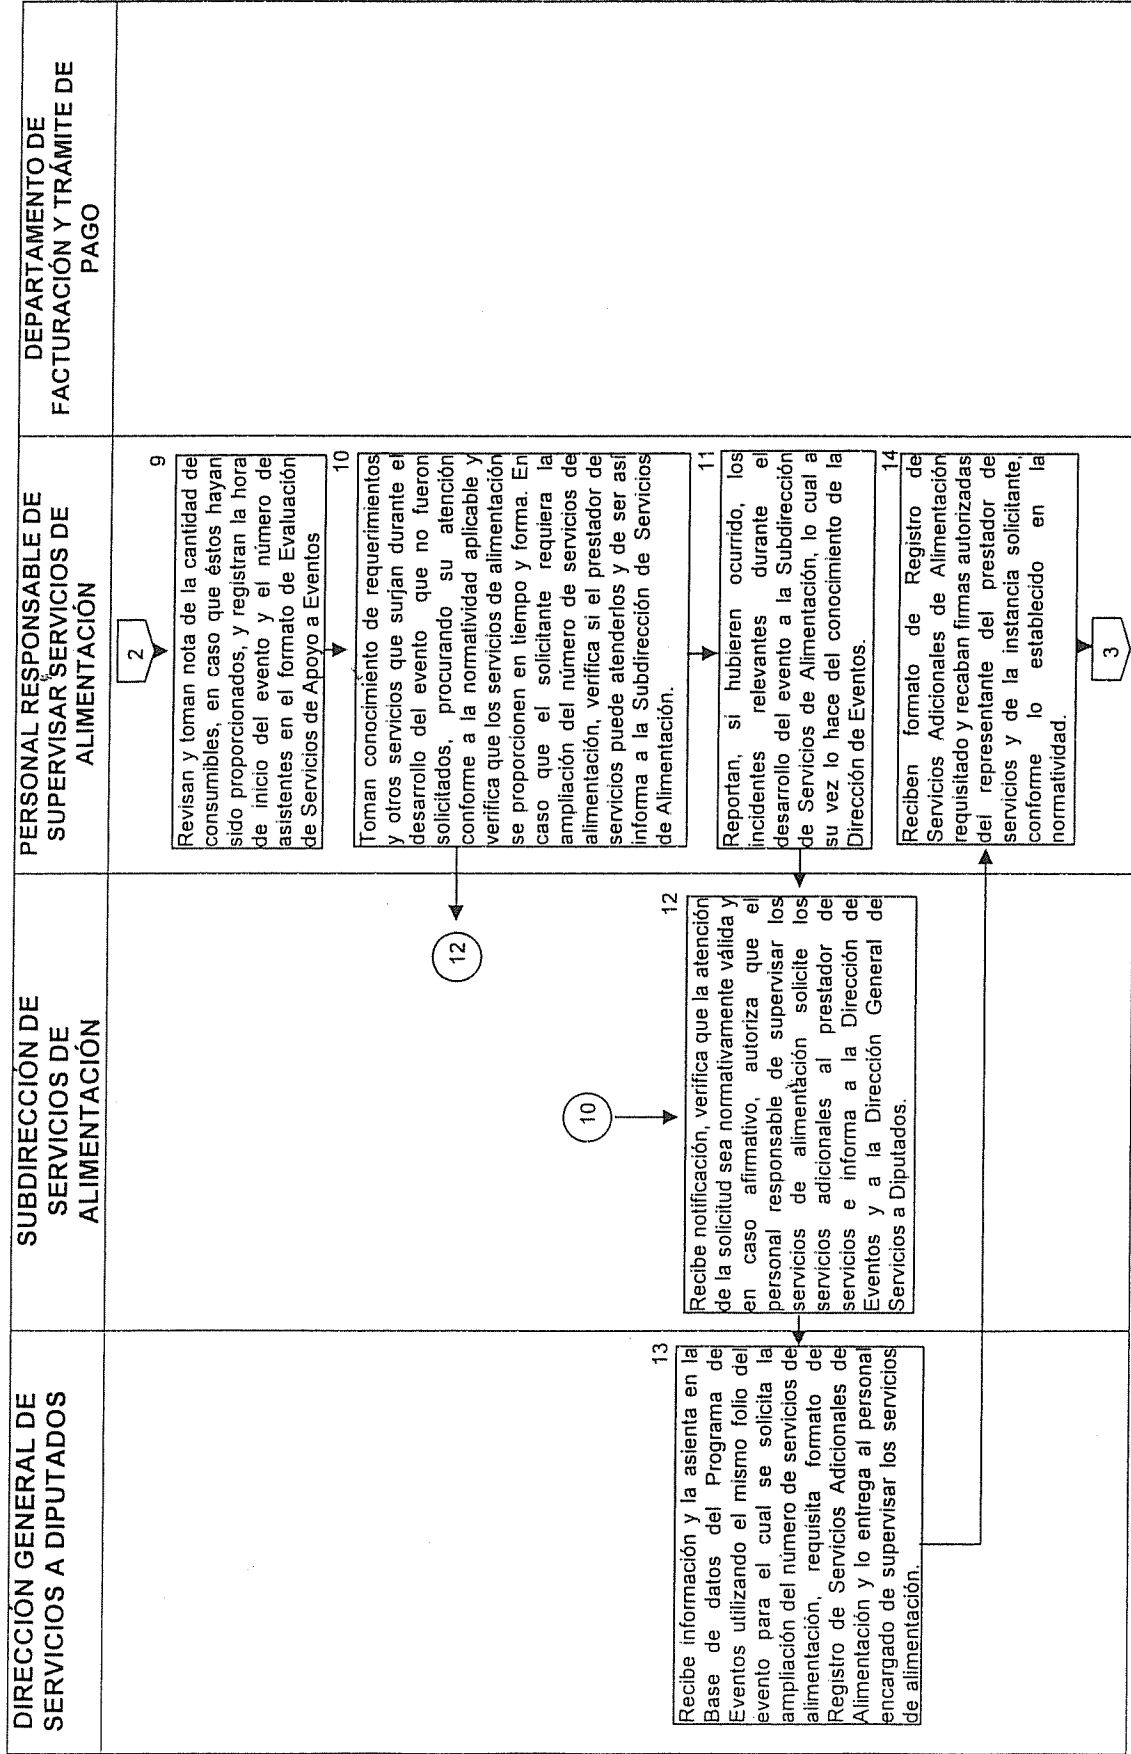 DIRECCIÓN GENERAL DE
SERVICIOS A DIPUTADOS
SUBDIRECCIÓN DE
SERVICIOS DE
ALIMENTACIÓN
PERSONAL RESPONSABLE DE
SUPERVISAR SERVICIOS DE
ALIMENTACIÓN
DEPARTAMENTO DE
FACTURACIÓN Y TRÁMITE DE
PAGO
2
9
Revisan y toman nota de la cantidad de
consumibles, en caso que éstos hayan
sido proporcionados, y registran la hora
de inicio del evento y el número de
asistentes en el formato de Evaluación
de Servicios de Apoyo a Eventos
10
Toman conocimiento de requerimientos
y otros servicios que surjan durante el
desarrollo del evento que no fueron
solicitados, procurando su atención
conforme a la normatividad aplicable y
verifica que los servicios de alimentación
se proporcionen en tiempo y forma. En
caso que el solicitante requiera la
ampliación del número de servicios de
alimentación, verifica si el prestador de
servicios puede atenderlos y de ser así
informa a la Subdirección de Servicios
de Alimentación.
12
11
Reportan, si hubieren ocurrido, los
incidentes relevantes durante el
desarrollo del evento a la Subdirección
de Servicios de Alimentación, lo cual a
su vez lo hace del conocimiento de la
Dirección de Eventos.
10
12
Recibe notificación, verifica que la atención
de la solicitud sea normativamente válida y
en caso afirmativo, autoriza que el
personal responsable de supervisar los
servicios de alimentación solicite los
servicios adicionales al prestador de
servicios e informa a la Dirección de
Eventos y a la Dirección General de
Servicios a Diputados.
13
Recibe información y la asienta en la
Base de datos del Programa de
Eventos utilizando el mismo folio del
evento para el cual se solicita la
ampliación del número de servicios de
alimentación, requisita formato de
Registro de Servicios Adicionales de
Alimentación y lo entrega al personal
encargado de supervisar los servicios
de alimentación.
14
Reciben formato de Registro de
Servicios Adicionales de Alimentación
requisitado y recaban firmas autorizadas
del representante del prestador de
servicios y de la instancia solicitante,
conforme lo establecido en la
normatividad.
3